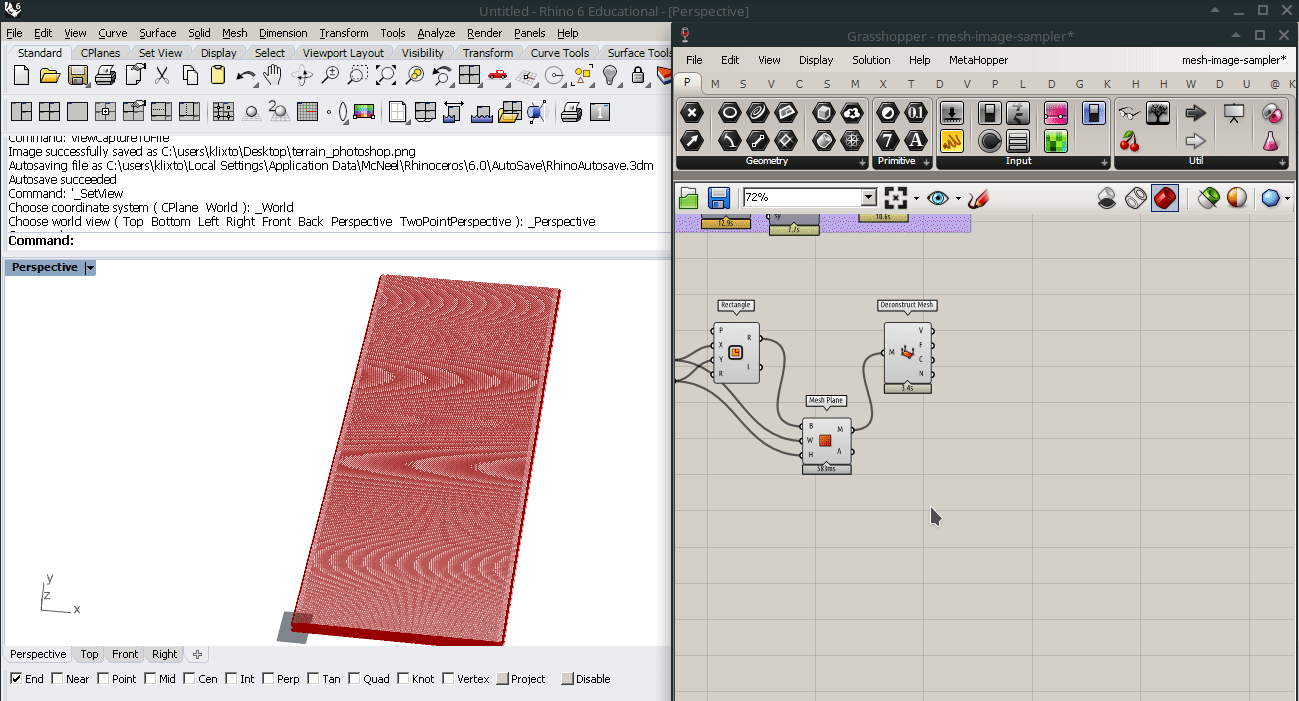 6
Untitled - Rhino 6 Educational - [Perspective]
File Edit View Curve Surface Solid Mesh Dimension Transform Tools Analyze Render Panels Help
Standard CPlanes Set View Display Select Viewport Layout Visibility Transform Curve Tools Surface Tools
Command: 'ViewCaptureToFile
Image successfully saved as C:\users\klixto\Desktop\terrain_photoshop.png
Autosaving file as C:\users\klixto\Local Settings\Application Data\McNeel\Rhinoceros\6.0\AutoSave\RhinoAutosave.3dm
Autosave succeeded
Command: '_SetView
Choose coordinate system ( CPlane World ): _World
Choose world view ( Top Bottom Left Right Front Back Perspective TwoPointPerspective ): _Perspective
Command:
Perspective
y
z
x
Perspective Top Front Right
End Near Point Mid Cen Int Perp Tan Quad Knot Vertex Project Disable
Grasshopper - mesh-image-sampler*
File Edit View Display Solution Help MetaHopper mesh-image-sampler*
P M S V C S M X T D V P L D G K H E M W D U @ K
0.1
7 A
Geometry Primitive Input Util
72%
12.9s
sy
7.7s
10.6s
Rectangle
P
X
Y
R
R
L
Mesh Plane
B
W
H
M
A
583ms
Deconstruct Mesh
M
V
F
C
N
3.4s